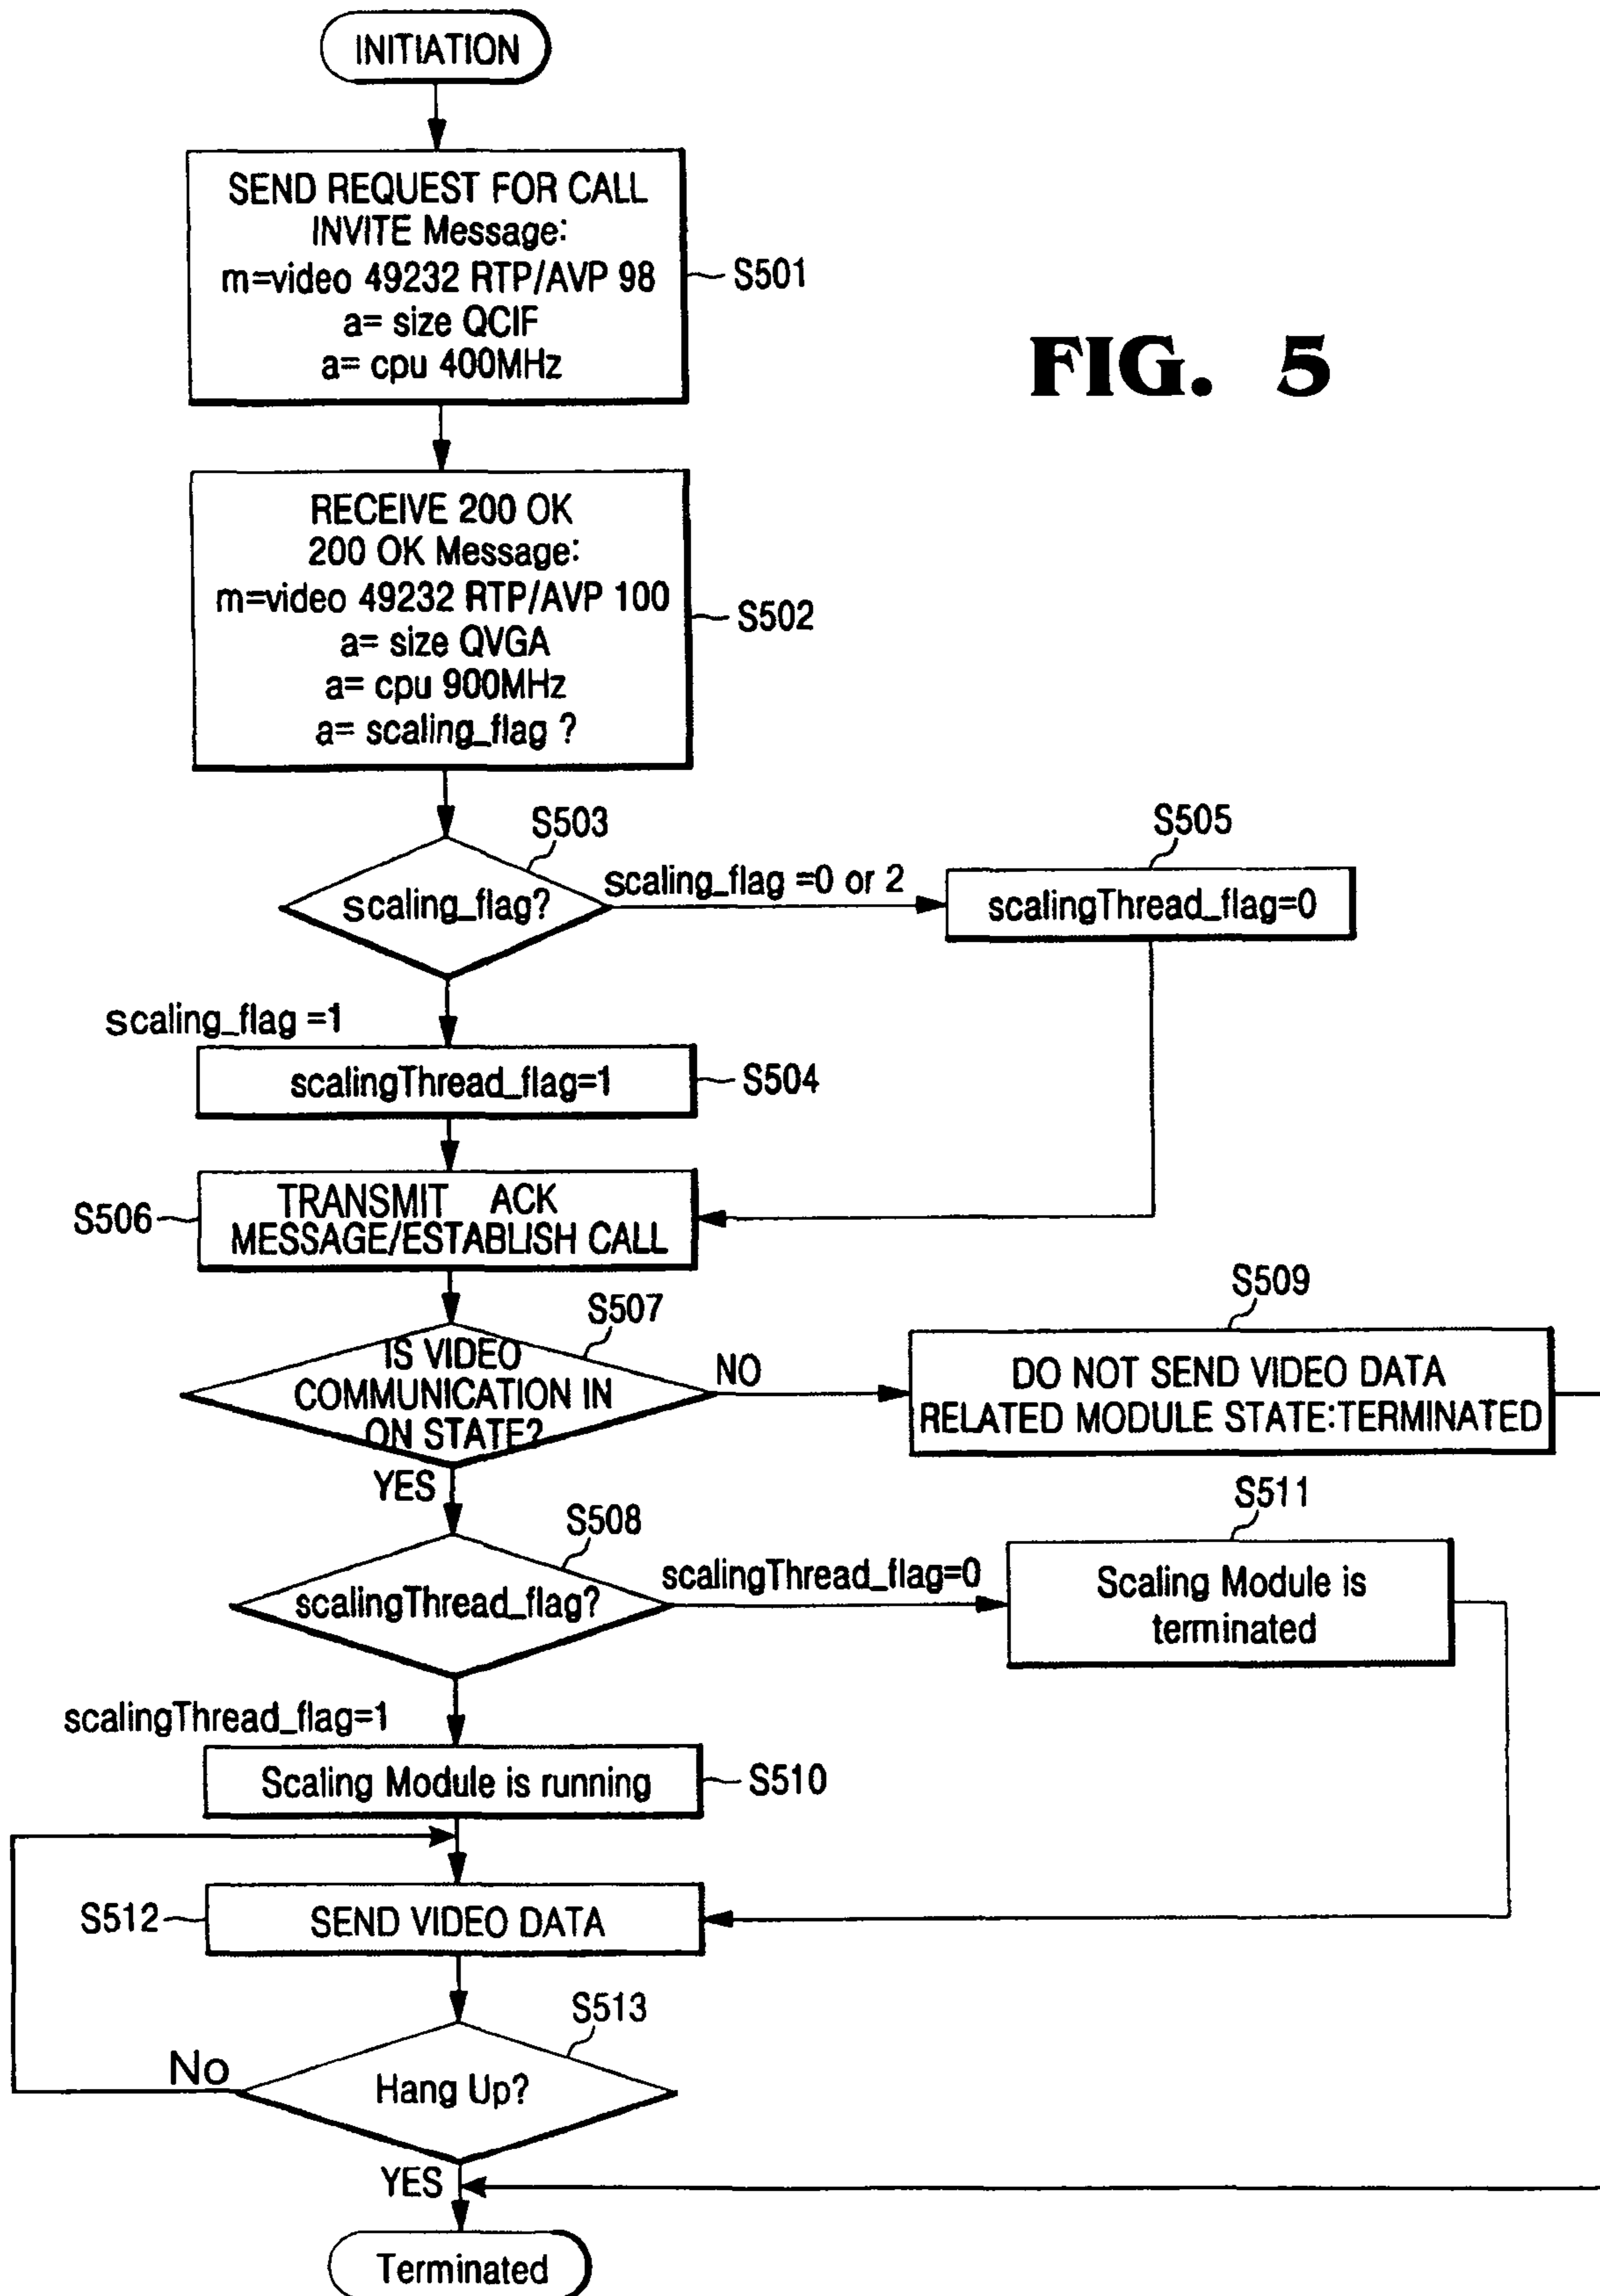 INITIATION
SEND REQUEST FOR CALL
INVITE Message:
m=video 49232 RTP/AVP 98
a= size QCIF
a= cpu 400MHz
S501
FIG. 5
RECEIVE 200 OK
200 OK Message:
m=video 49232 RTP/AVP 100
a= size QVGA
a= cpu 900MHz
a= scaling_flag ?
S502
S503
scaling_flag?
scaling_flag =0 or 2
S505
scalingThread_flag=0
scaling_flag =1
scalingThread_flag=1
S504
S506
TRANSMIT ACK
MESSAGE/ESTABLISH CALL
S507
IS VIDEO
COMMUNICATION IN
ON STATE?
NO
S509
DO NOT SEND VIDEO DATA
RELATED MODULE STATE:TERMINATED
YES
S508
scalingThread_flag?
scalingThread_flag=0
S511
Scaling Module is
terminated
scalingThread_flag=1
Scaling Module is running
S510
S512
SEND VIDEO DATA
S513
Hang Up?
No
YES
Terminated